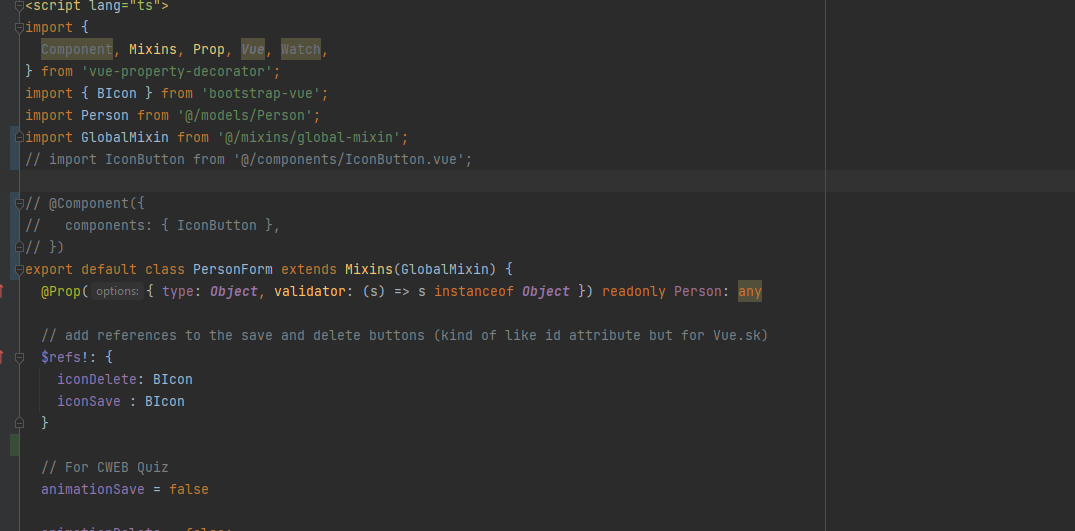 <script lang="ts">
import {
  Component, Mixins, Prop, Vue, Watch,
} from 'vue-property-decorator';
import { BIcon } from 'bootstrap-vue';
import Person from '@/models/Person';
import GlobalMixin from '@/mixins/global-mixin';
// import IconButton from '@/components/IconButton.vue';
// @Component({
//   components: { IconButton },
// })
export default class PersonForm extends Mixins(GlobalMixin) {
  @Prop( options: { type: Object, validator: (s) => s instanceof Object }) readonly Person: any
  // add references to the save and delete buttons (kind of like id attribute but for Vue.sk)
  $refs!: {
    iconDelete: BIcon
    iconSave : BIcon
  }
  // For CWEB Quiz
  animationSave = false
  animationDelete = false;